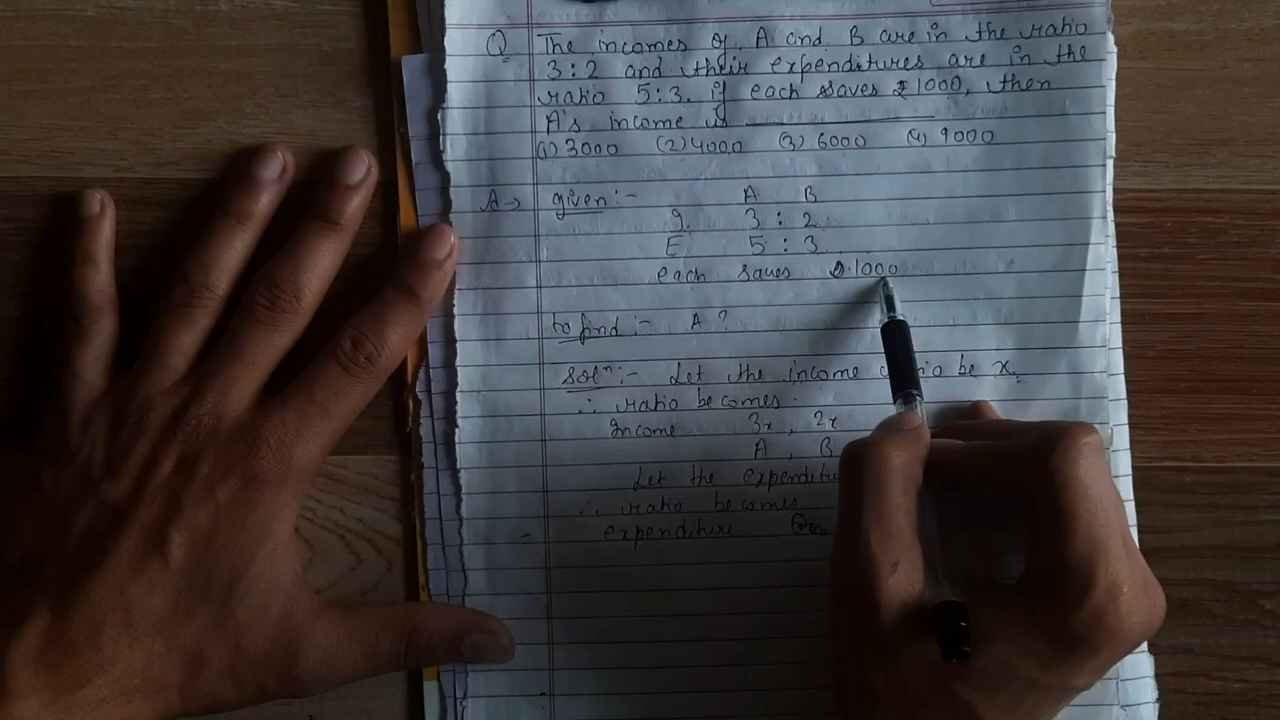 Q The incomes of A and B are in the ratio
3:2 and their expenditures are in the
ratio 5:3. if each saves ₹1000, then
A's income is ________
(1) 3000 (2) 4000 (3) 6000 (4) 9000
A→ given:- A B
I. 3 : 2
E 5 : 3
each saves 1000
to find:- A ?
Solⁿ:- Let the income be x.
∴ ratio becomes
Income 3x, 2x
A, B
Let the
∴ ratio becomes
expenditure